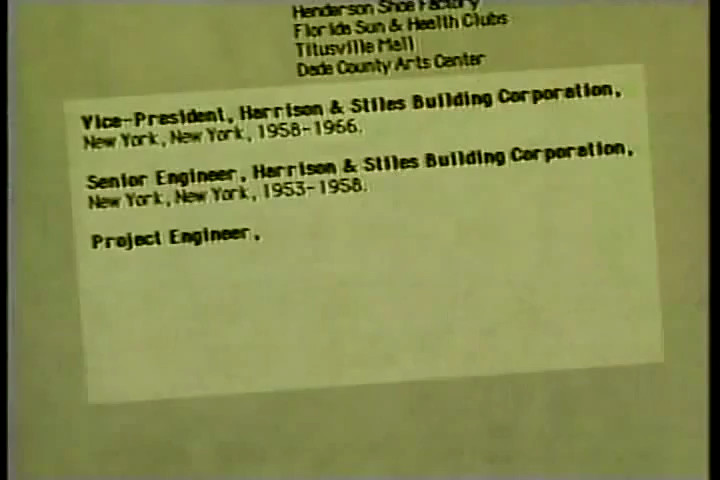 Henderson Shoe Factory
Florida Sun & Health Clubs
Titusville Mall
Dade County Arts Center
Vice-President, Harrison & Stiles Building Corporation,
New York, New York, 1958-1966.
Senior Engineer, Harrison & Stiles Building Corporation,
New York, New York, 1953-1958.
Project Engineer,